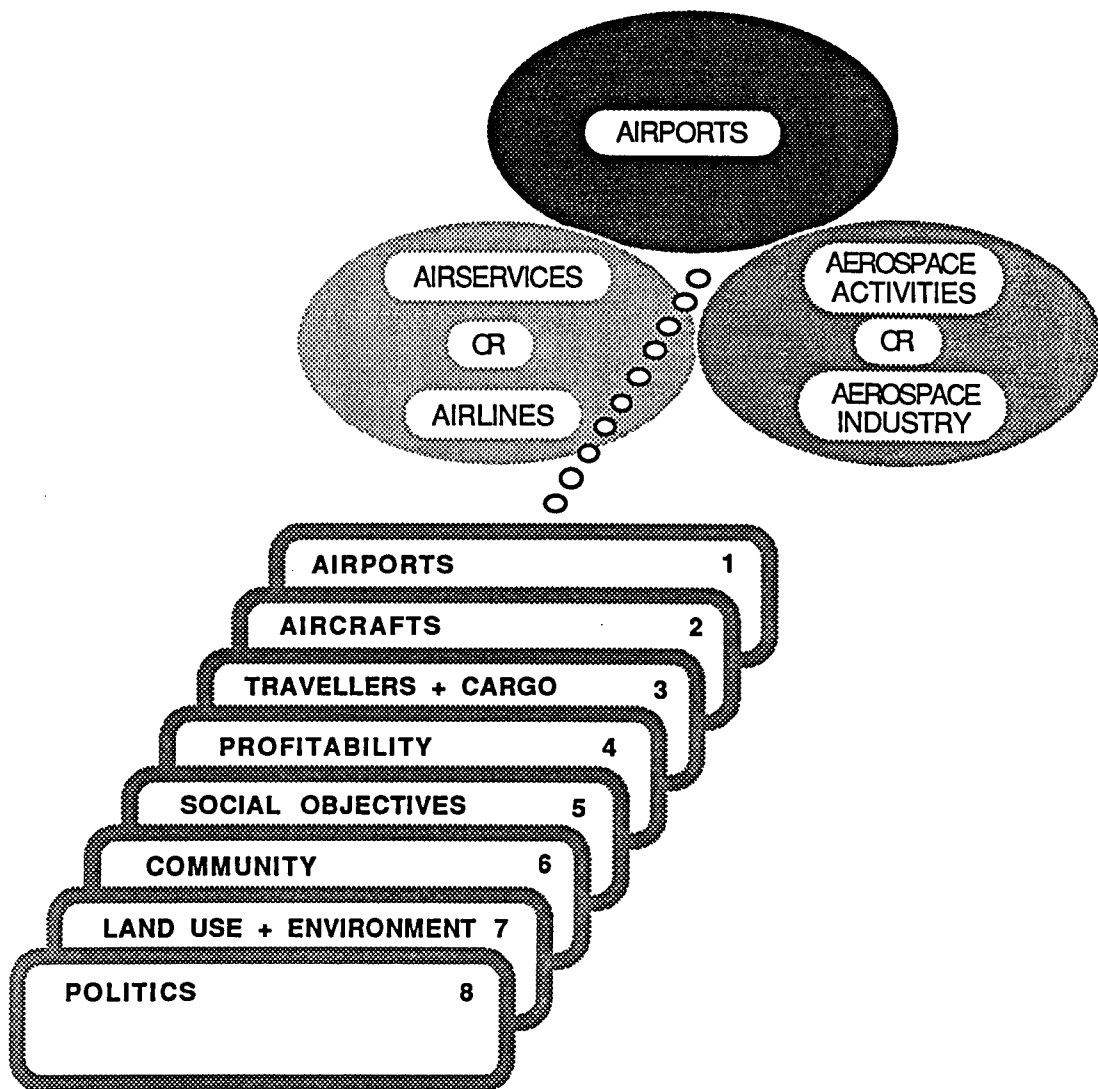 AIRPORTS
AIRSERVICES
OR
AIRLINES
AEROSPACE
ACTIVITIES
OR
AEROSPACE
INDUSTRY
AIRPORTS 1
AIRCRAFTS 2
TRAVELLERS + CARGO 3
PROFITABILITY 4
SOCIAL OBJECTIVES 5
COMMUNITY 6
LAND USE + ENVIRONMENT 7
POLITICS 8